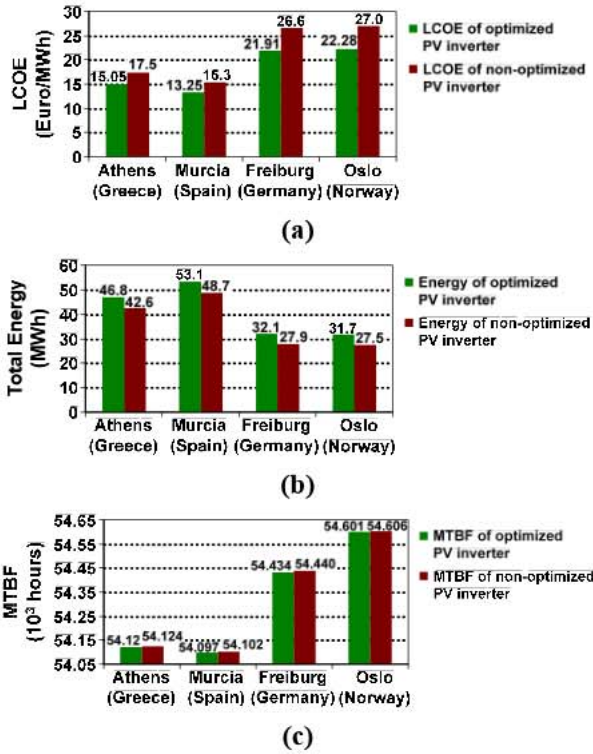 LCOE
(Euro/MWh)
30
25
20
15
10
5
0
15.05
17.5
13.25
15.3
21.91
26.6
22.28
27.0
Athens
(Greece)
Murcia
(Spain)
Freiburg
(Germany)
Oslo
(Norway)
LCOE of optimized
PV inverter
LCOE of non-optimized
PV inverter
(a)
Total Energy
(MWh)
60
50
40
30
20
10
0
46.8
42.6
53.1
48.7
32.1
27.9
31.7
27.5
Athens
(Greece)
Murcia
(Spain)
Freiburg
(Germany)
Oslo
(Norway)
Energy of optimized
PV inverter
Energy of non-optimized
PV inverter
(b)
MTBF
(10³ hours)
54.65
54.55
54.45
54.35
54.25
54.15
54.05
54.12
54.124
54.097
54.102
54.434
54.440
54.601
54.606
Athens
(Greece)
Murcia
(Spain)
Freiburg
(Germany)
Oslo
(Norway)
MTBF of optimized
PV inverter
MTBF of non-optimized
PV inverter
(c)